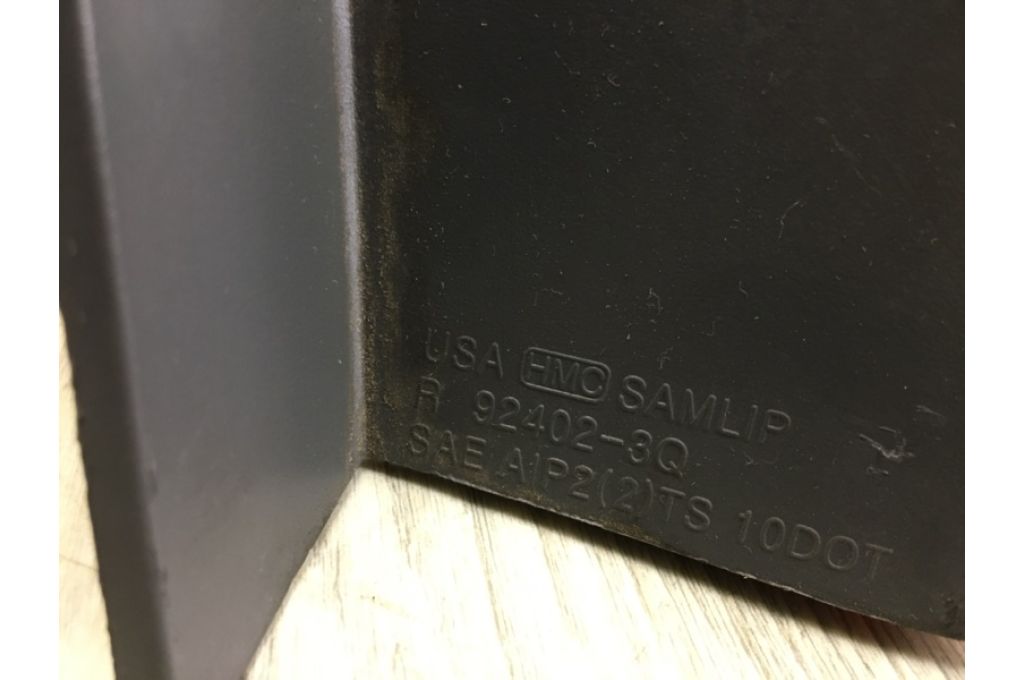 USA HMC SAMLIP
R 92402-3Q
SAE AIP2(2)TS 10DOT